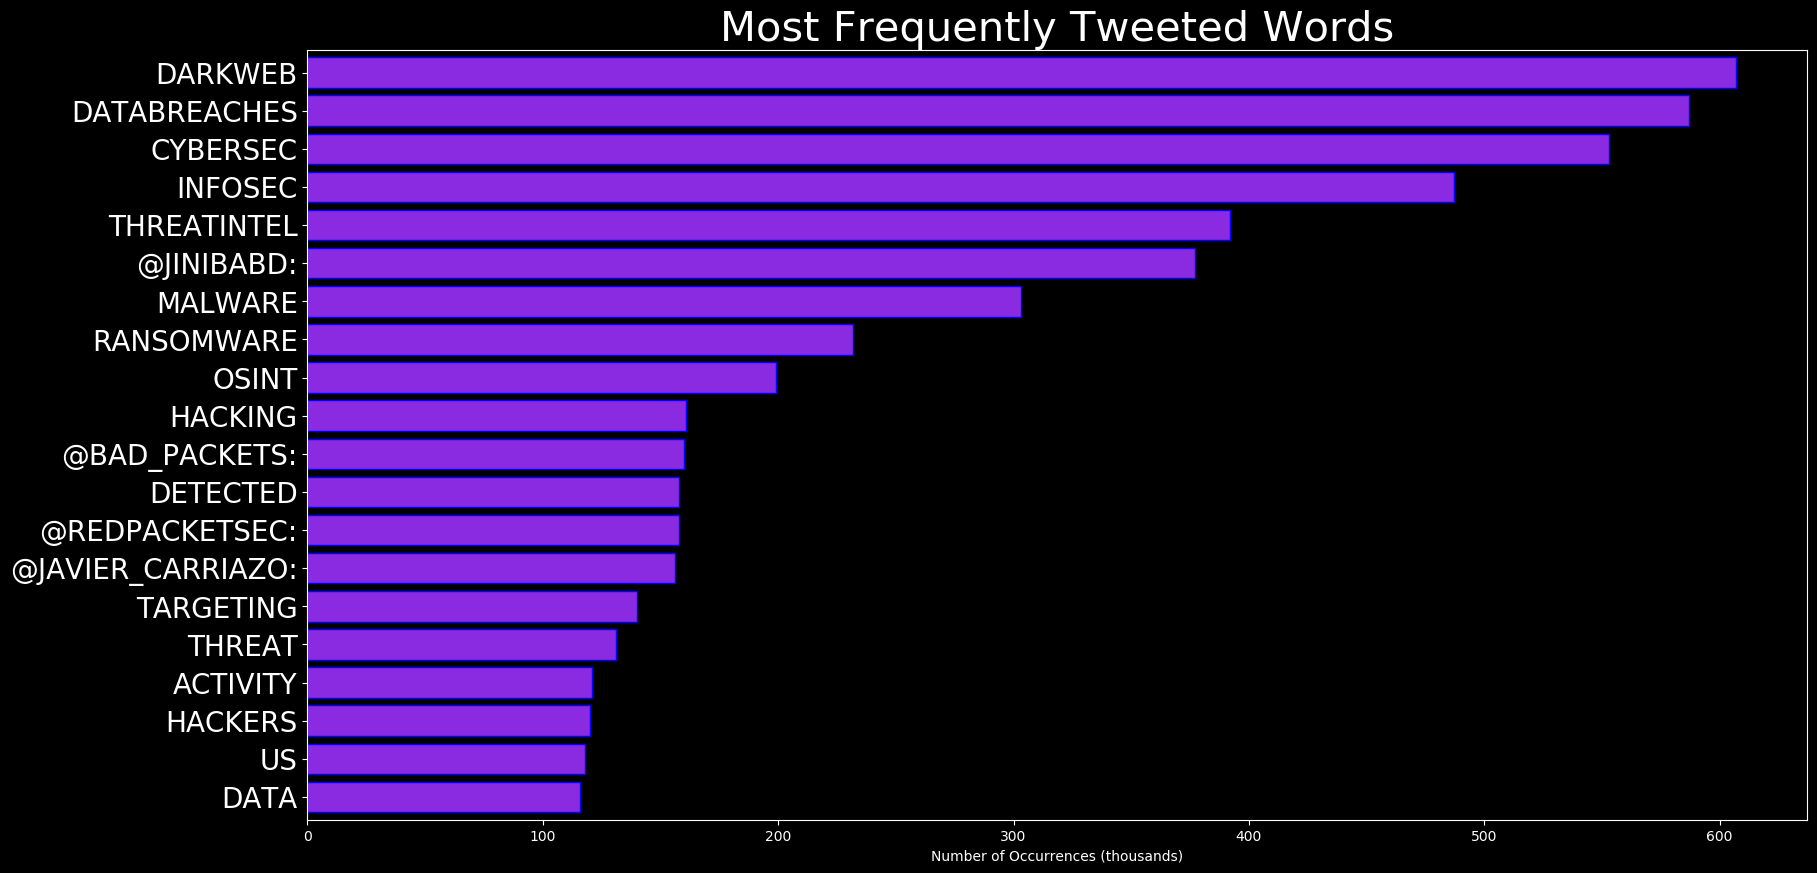 Most Frequently Tweeted Words
DARKWEB
DATABREACHES
CYBERSEC
INFOSEC
THREATINTEL
@JINIBABD:
MALWARE
RANSOMWARE
OSINT
HACKING
@BAD_PACKETS:
DETECTED
@REDPACKETSEC:
@JAVIER_CARRIAZO:
TARGETING
THREAT
ACTIVITY
HACKERS
US
DATA
0 100 200 300 400 500 600
Number of Occurrences (thousands)